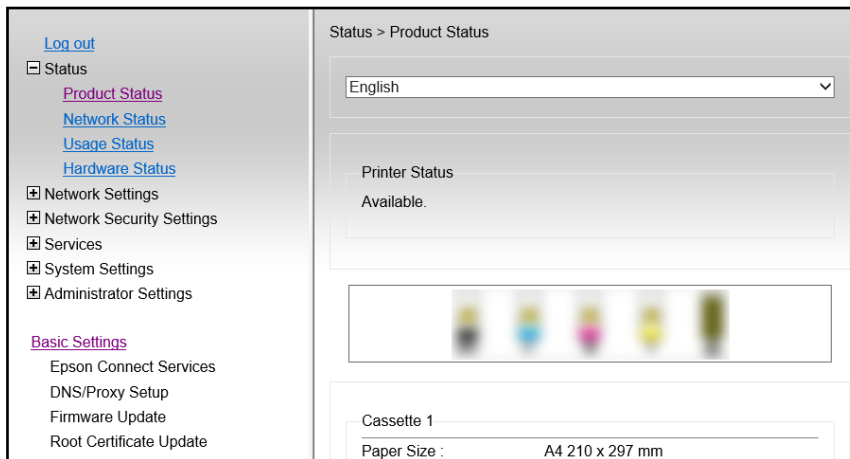 Log out
Status
Product Status
Network Status
Usage Status
Hardware Status
Network Settings
Network Security Settings
Services
System Settings
Administrator Settings
Basic Settings
Epson Connect Services
DNS/Proxy Setup
Firmware Update
Root Certificate Update
Status > Product Status
English
Printer Status
Available.
Cassette 1
Paper Size : A4 210 x 297 mm